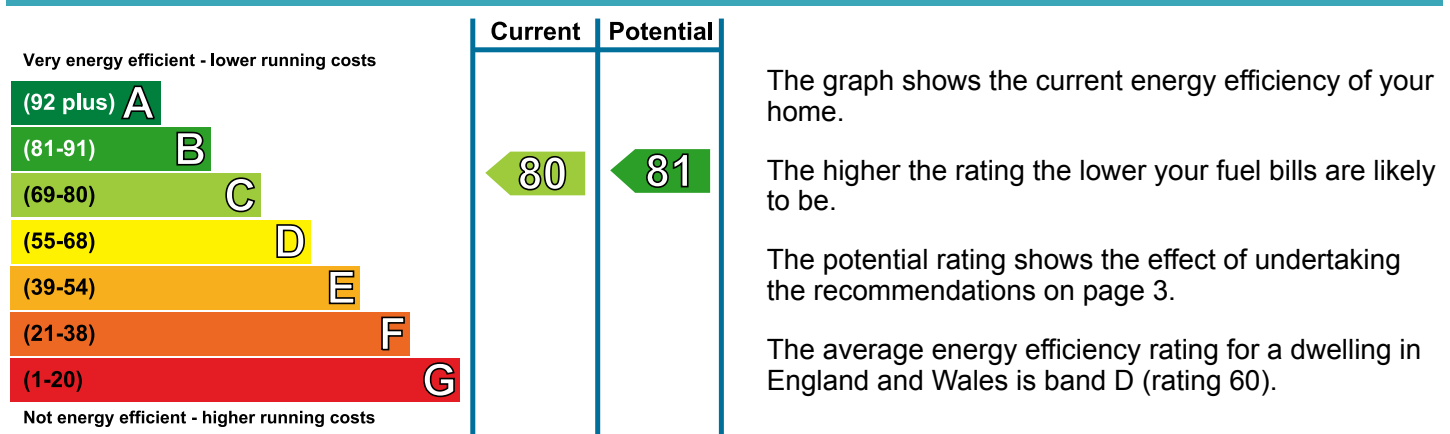 Current Potential
Very energy efficient - lower running costs
(92 plus) A
(81-91) B
(69-80) C
(55-68) D
(39-54) E
(21-38) F
(1-20) G
Not energy efficient - higher running costs
80 81
The graph shows the current energy efficiency of your
home.
The higher the rating the lower your fuel bills are likely
to be.
The potential rating shows the effect of undertaking
the recommendations on page 3.
The average energy efficiency rating for a dwelling in
England and Wales is band D (rating 60).